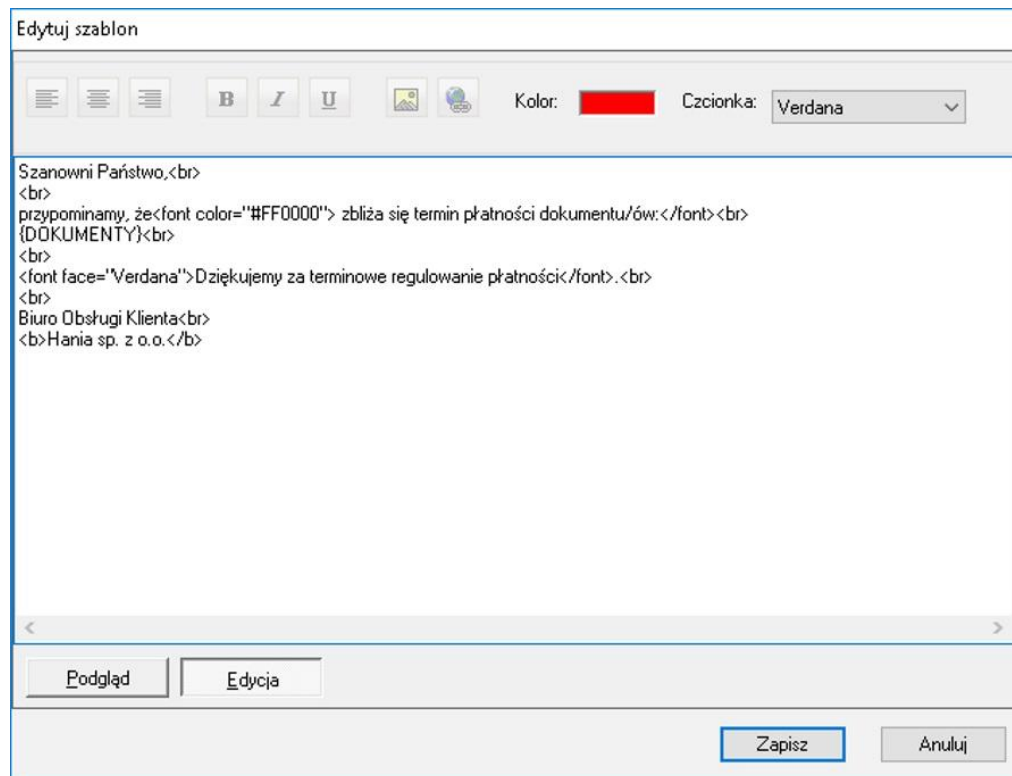 Edytuj szablon
B I U Kolor: Czcionka: Verdana
Szanowni Państwo,<br>
<br>
przypominamy, że<font color="#FF0000"> zbliża się termin płatności dokumentu/ów:</font><br>
{DOKUMENTY}<br>
<br>
<font face="Verdana">Dziękujemy za terminowe regulowanie płatności</font>.<br>
<br>
Biuro Obsługi Klienta<br>
<b>Hania sp. z o.o.</b>
Podgląd Edycja
Zapisz Anuluj